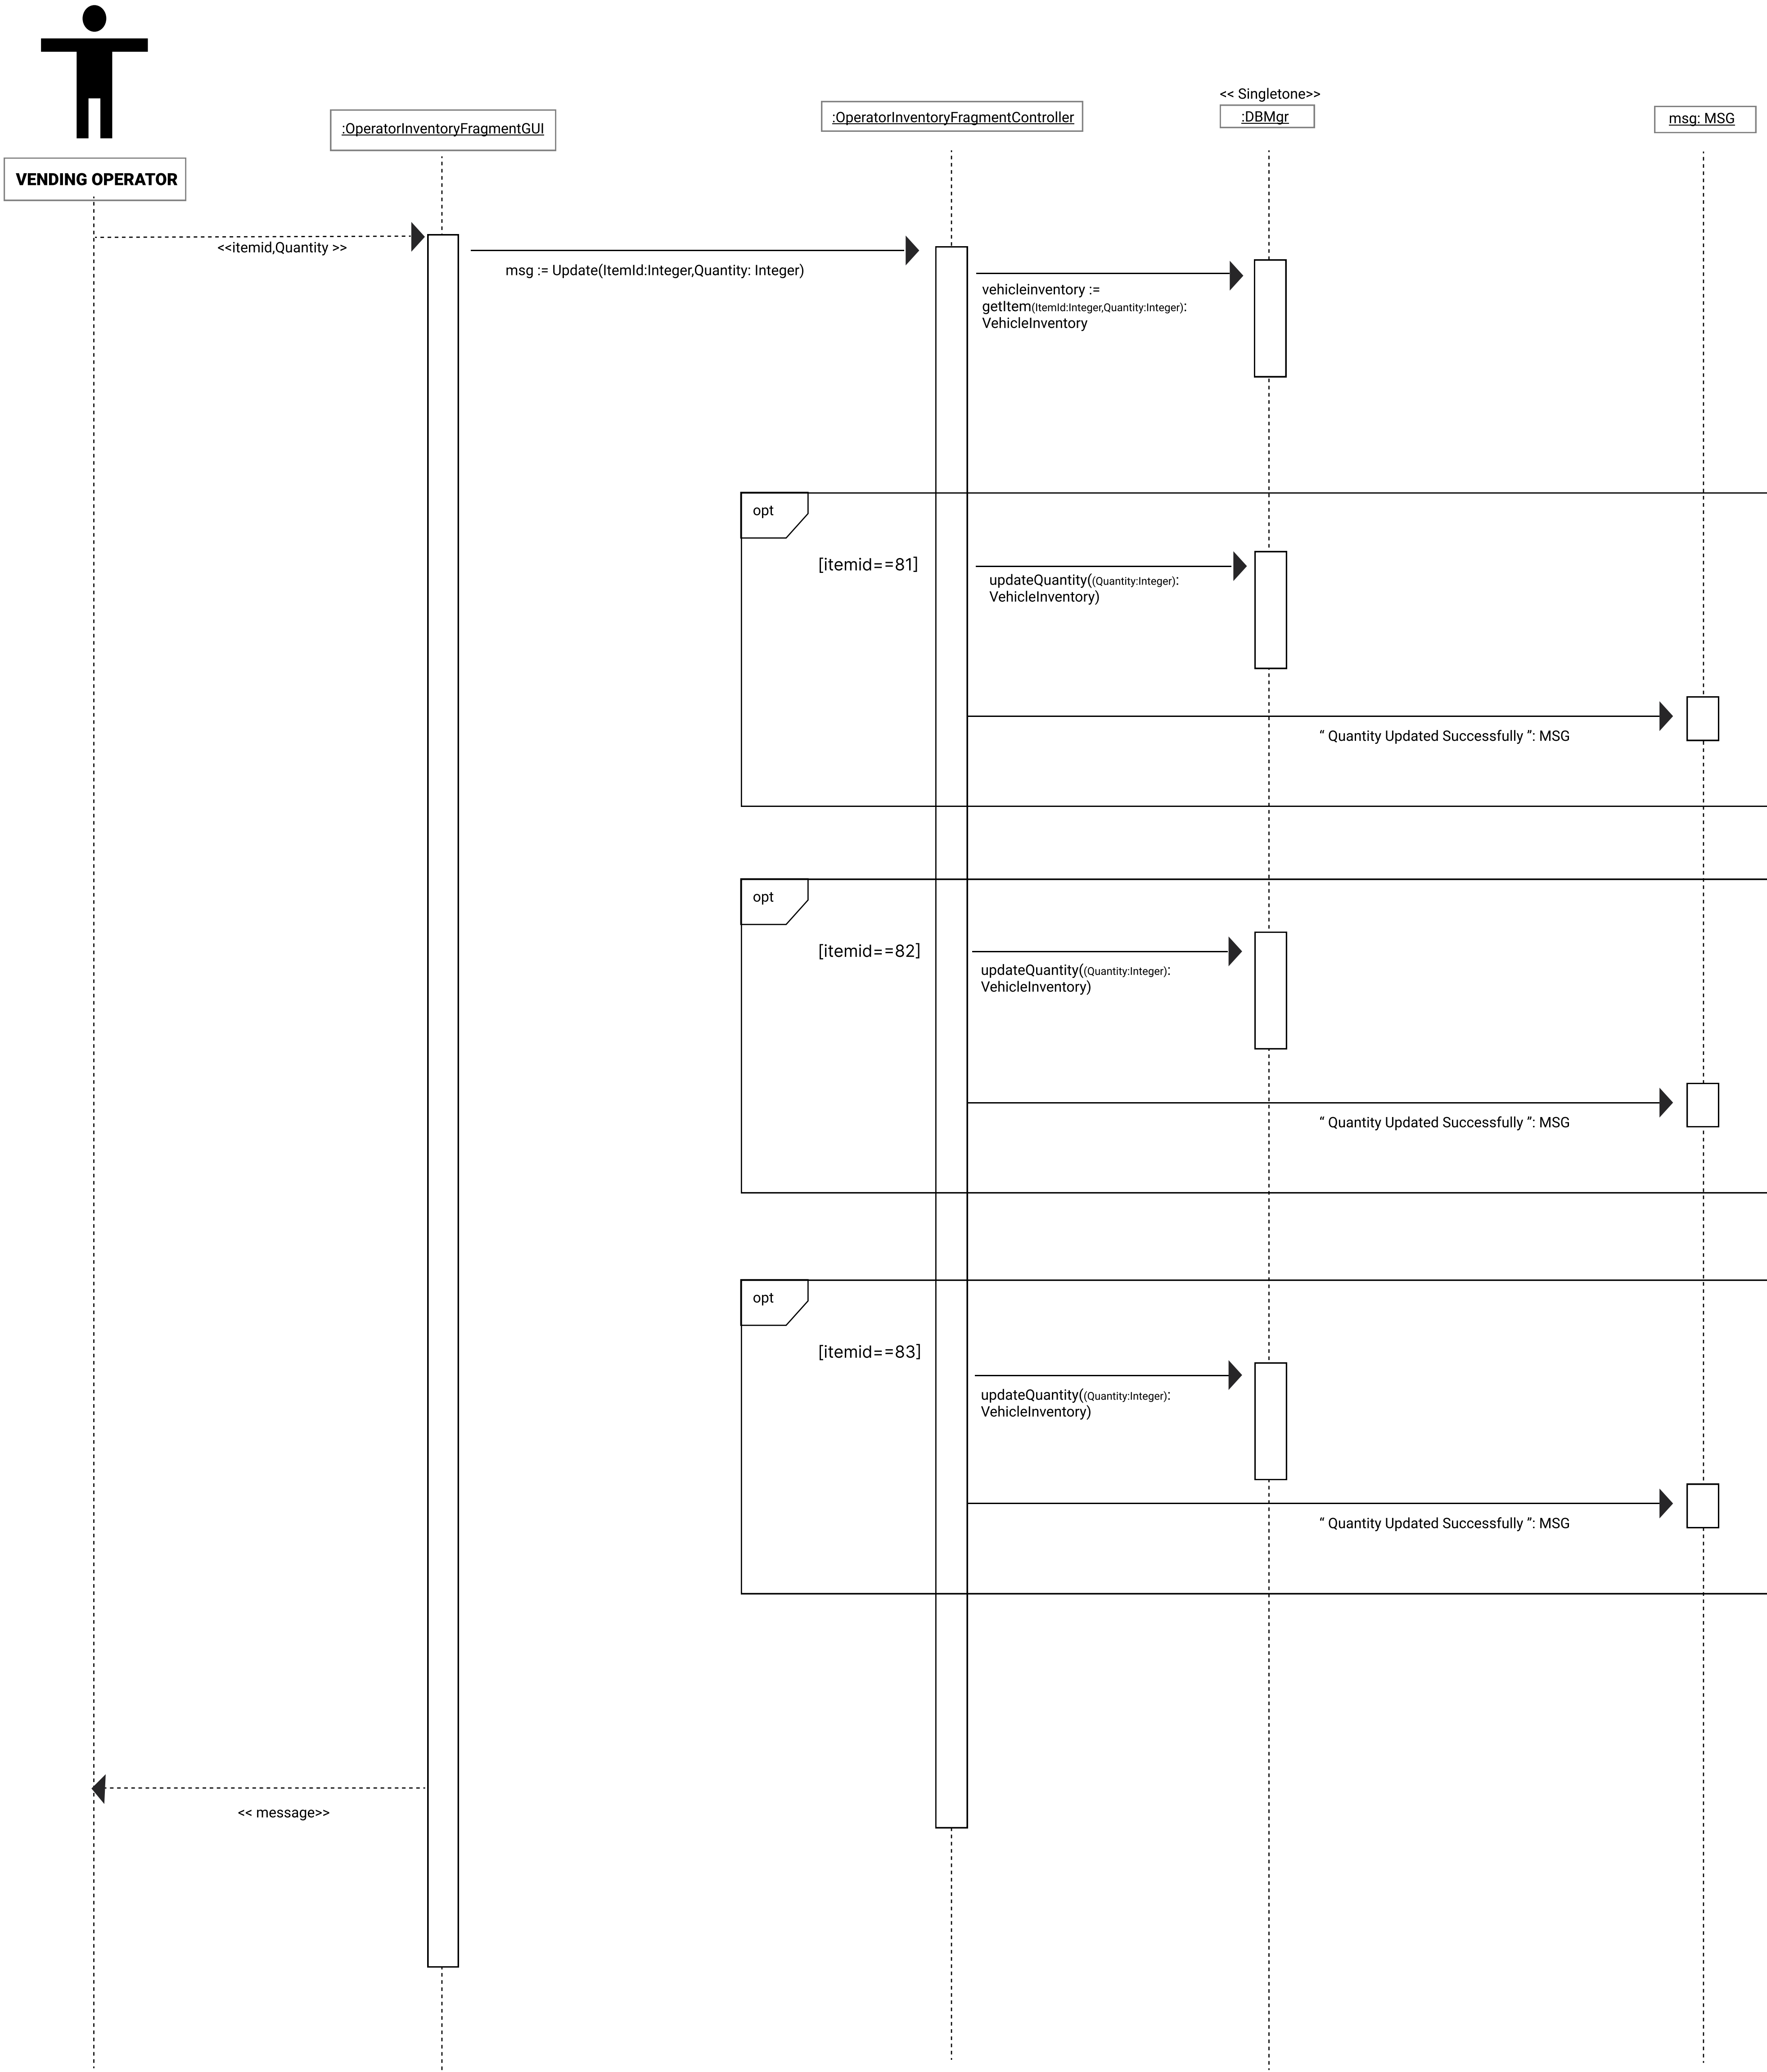 << Singletone>>
:OperatorInventoryFragmentGUI
:OperatorInventoryFragmentController
:DBMgr
msg: MSG
VENDING OPERATOR
<<itemid,Quantity >>
msg := Update(ItemId:Integer,Quantity: Integer)
vehicleinventory :=
getItem(ItemId:Integer,Quantity:Integer):
VehicleInventory
opt
[itemid==81]
updateQuantity((Quantity:Integer):
VehicleInventory)
“ Quantity Updated Successfully ”: MSG
opt
[itemid==82]
updateQuantity((Quantity:Integer):
VehicleInventory)
“ Quantity Updated Successfully ”: MSG
opt
[itemid==83]
updateQuantity((Quantity:Integer):
VehicleInventory)
“ Quantity Updated Successfully ”: MSG
<< message>>